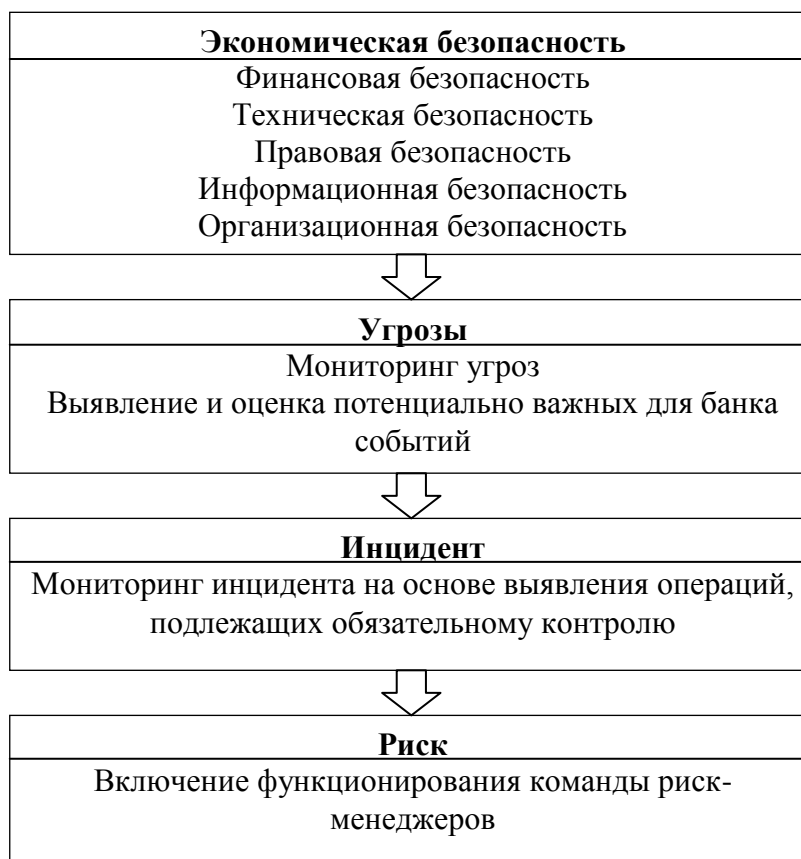 Экономическая безопасность
Финансовая безопасность
Техническая безопасность
Правовая безопасность
Информационная безопасность
Организационная безопасность
Угрозы
Мониторинг угроз
Выявление и оценка потенциально важных для банка
событий
Инцидент
Мониторинг инцидента на основе выявления операций,
подлежащих обязательному контролю
Риск
Включение функционирования команды риск-
менеджеров